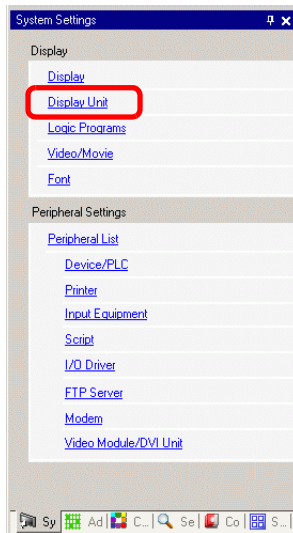 System Settings
Display
Display
Display Unit
Logic Programs
Video/Movie
Font
Peripheral Settings
Peripheral List
Device/PLC
Printer
Input Equipment
Script
I/O Driver
FTP Server
Modem
Video Module/DVI Unit
Sy Ad C... Se Co S...